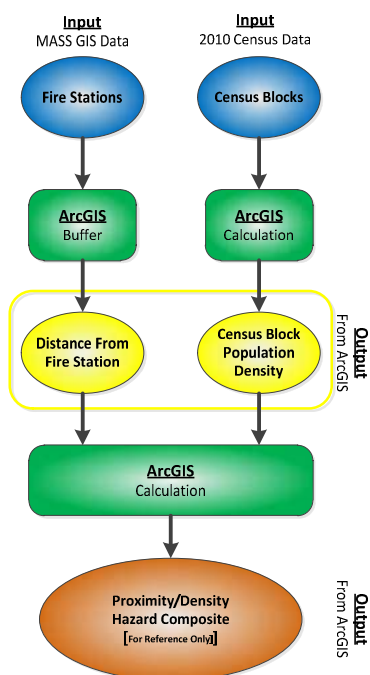 Input
MASS GIS Data
Input
2010 Census Data
Fire Stations
Census Blocks
ArcGIS
Buffer
ArcGIS
Calculation
Distance From
Fire Station
Census Block
Population
Density
Output
From ArcGIS
ArcGIS
Calculation
Proximity/Density
Hazard Composite
[For Reference Only]]
Output
From ArcGIS